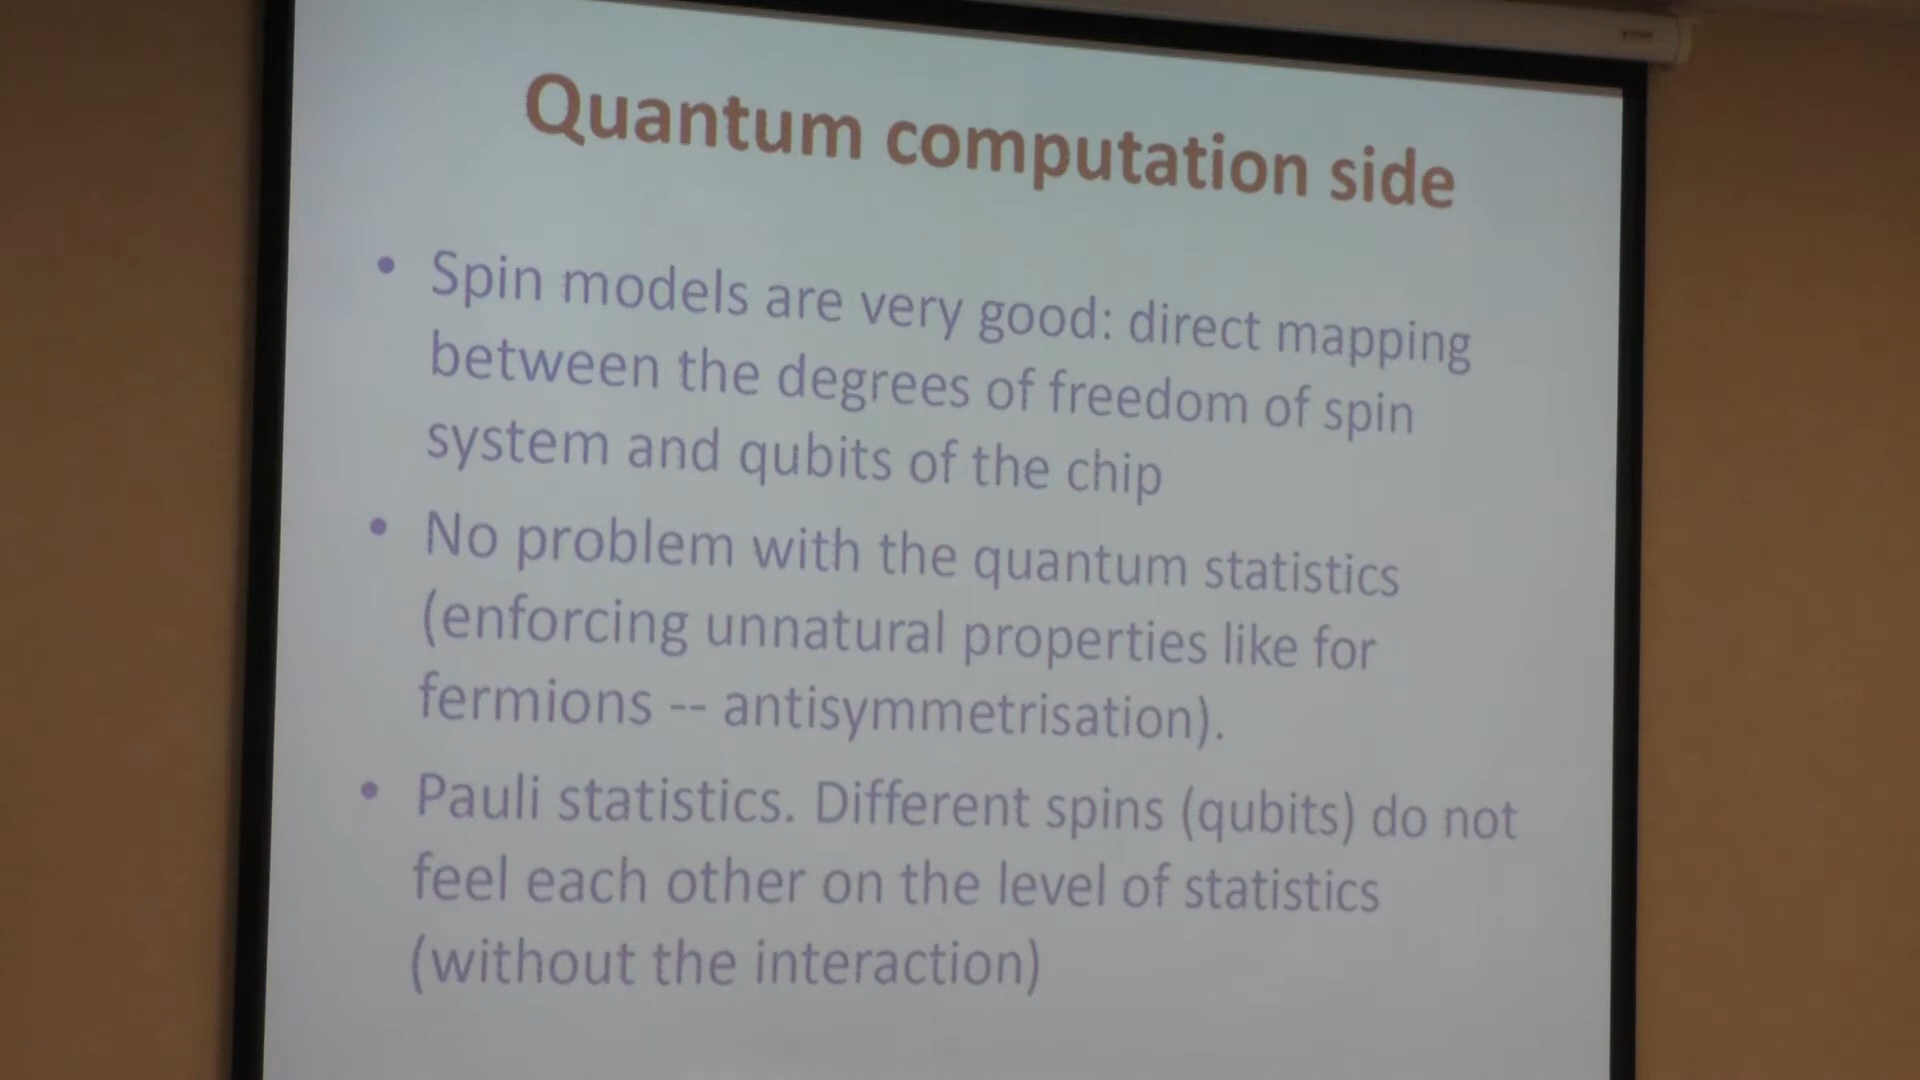 Quantum computation side
• Spin models are very good: direct mapping
between the degrees of freedom of spin
system and qubits of the chip
• No problem with the quantum statistics
(enforcing unnatural properties like for
fermions -- antisymmetrisation).
• Pauli statistics. Different spins (qubits) do not
feel each other on the level of statistics
(without the interaction)